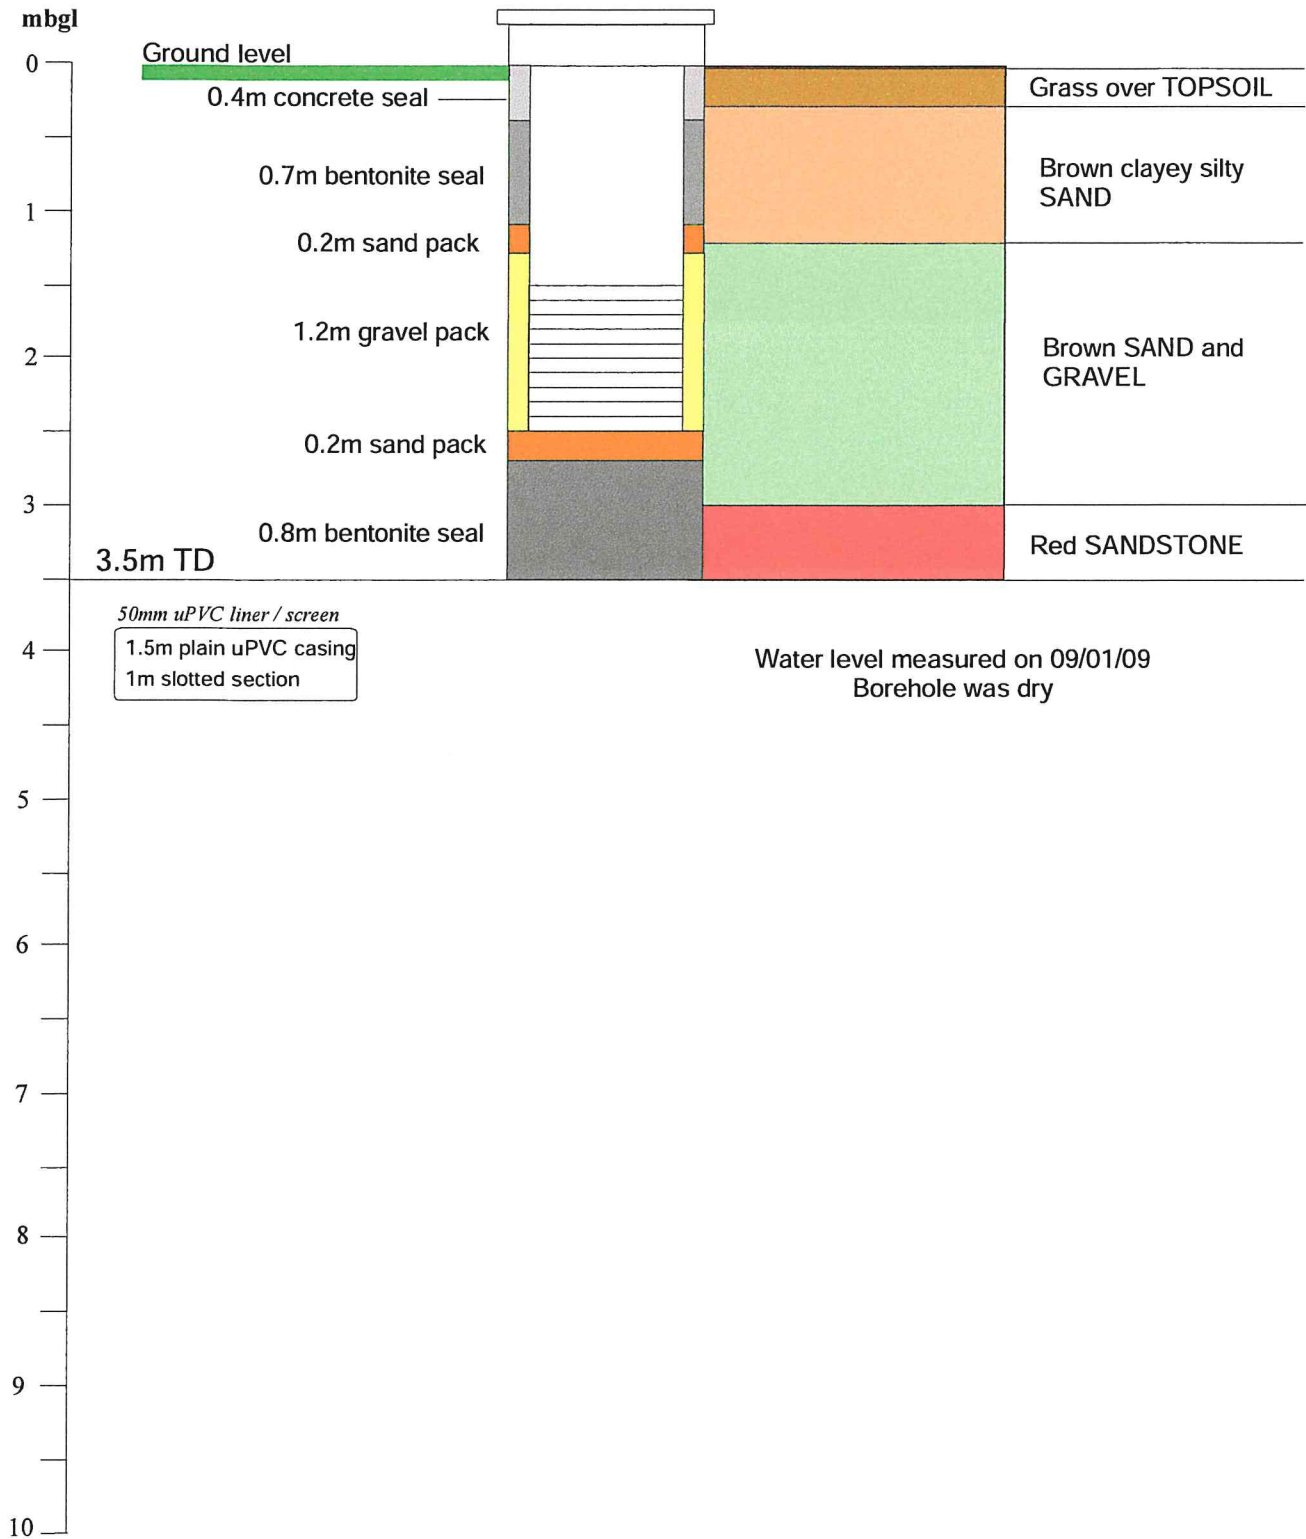 mbgl
0
Ground level
0.4m concrete seal
Grass over TOPSOIL
0.7m bentonite seal
Brown clayey silty
SAND
1
0.2m sand pack
1.2m gravel pack
Brown SAND and
GRAVEL
2
0.2m sand pack
3
0.8m bentonite seal
Red SANDSTONE
3.5m TD
50mm uPVC liner / screen
1.5m plain uPVC casing
1m slotted section
4
Water level measured on 09/01/09
Borehole was dry
5
6
7
8
9
10